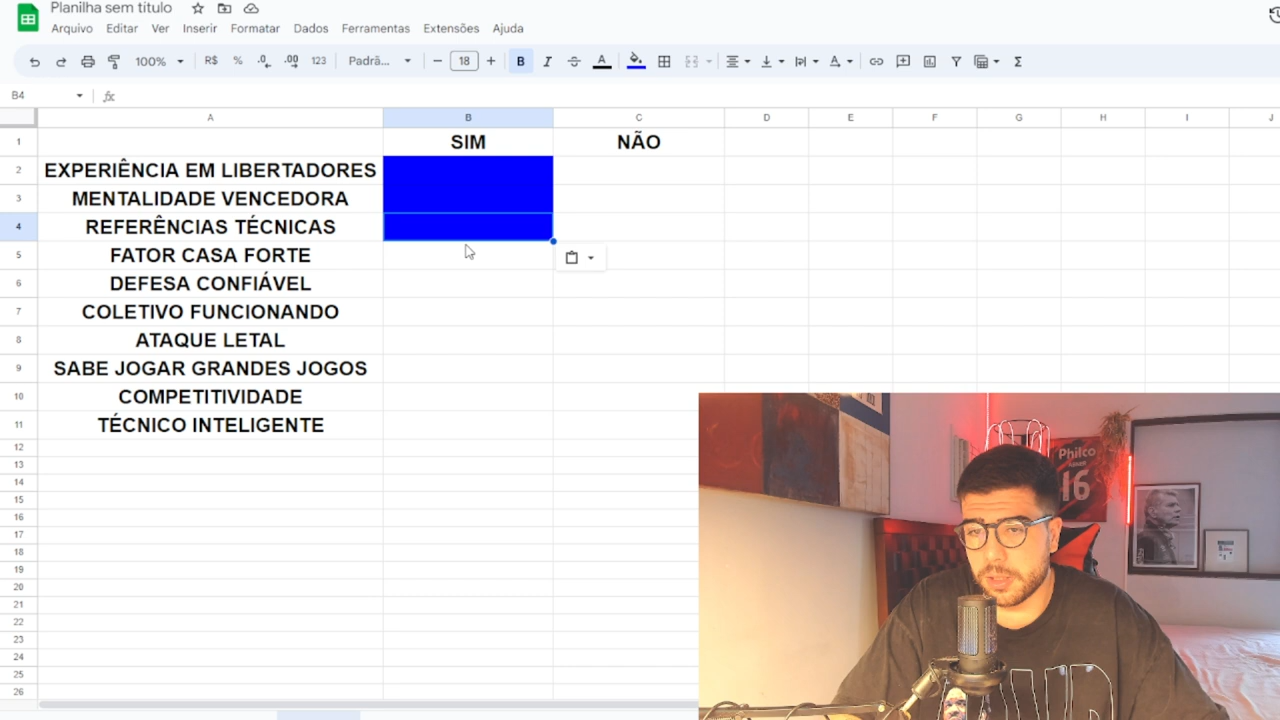 Planilha sem título
Arquivo Editar Ver Inserir Formatar Dados Ferramentas Extensões Ajuda
100% R$ % .0 .00 123 Padrã... − 18 + B I S A A Σ
B4 fx
A B C D E F G H I J
1 SIM NÃO
2 EXPERIÊNCIA EM LIBERTADORES
3 MENTALIDADE VENCEDORA
4 REFERÊNCIAS TÉCNICAS
5 FATOR CASA FORTE
6 DEFESA CONFIÁVEL
7 COLETIVO FUNCIONANDO
8 ATAQUE LETAL
9 SABE JOGAR GRANDES JOGOS
10 COMPETITIVIDADE
11 TÉCNICO INTELIGENTE
12
13
14
15
16
17
18
19
20
21
22
23
24
25
26
Philco
16